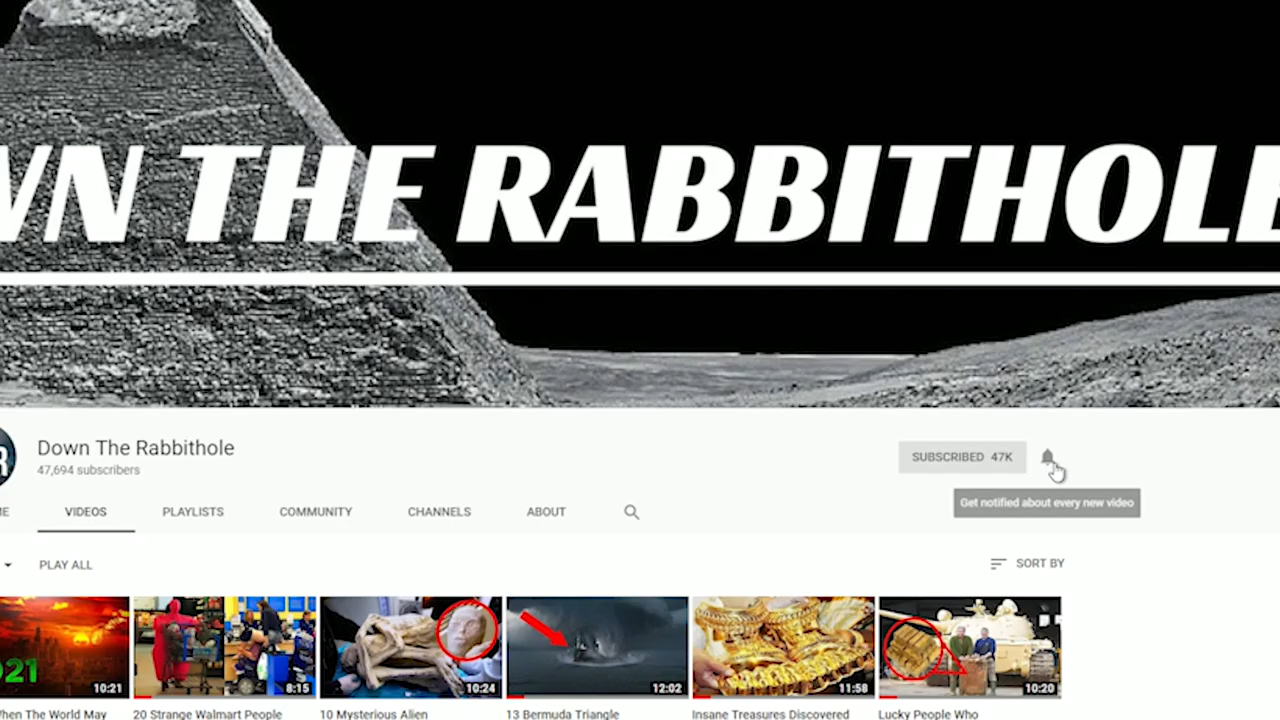 WN THE RABBITHOLE
R
Down The Rabbithole
47,694 subscribers
SUBSCRIBED 47K
Get notified about every new video
ME VIDEOS PLAYLISTS COMMUNITY CHANNELS ABOUT
PLAY ALL
SORT BY
021
10:21
8:15
10:24
12:02
11:58
10:20
When The World May
20 Strange Walmart People
10 Mysterious Alien
13 Bermuda Triangle
Insane Treasures Discovered
Lucky People Who